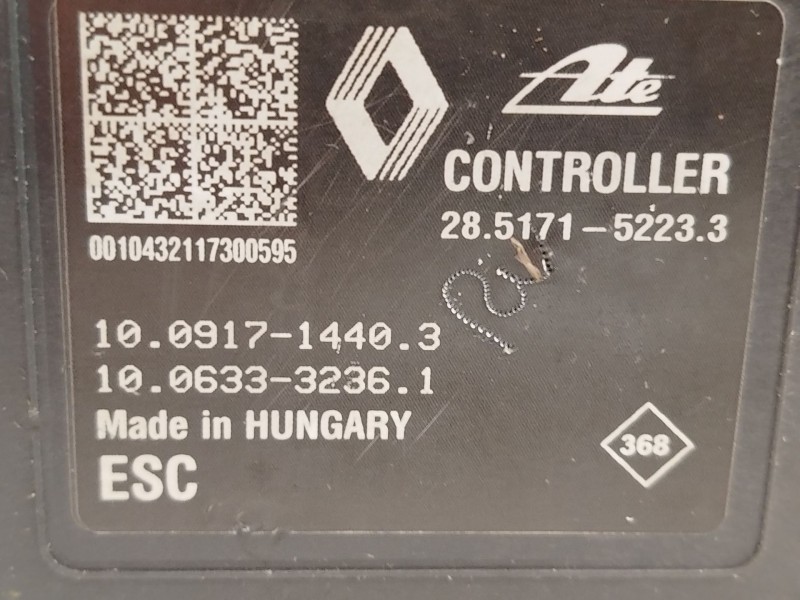 Ate
CONTROLLER
28.5171-5223.3
0010432117300595
10.0917-1440.3
10.0633-3236.1
Made in HUNGARY
ESC
368